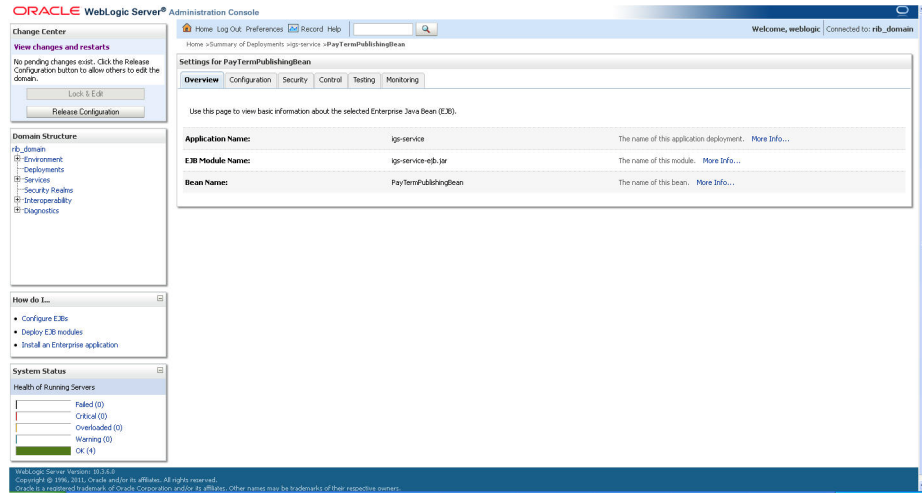 ORACLE WebLogic Server® Administration Console
Home Log Out Preferences Record Help
Welcome, weblogic Connected to: rib_domain
Home >Summary of Deployments >igs-service >PayTermPublishingBean
Change Center
View changes and restarts
No pending changes exist. Click the Release
Configuration button to allow others to edit the
domain.
Lock & Edit
Release Configuration
Domain Structure
rib_domain
Environment
Deployments
Services
Security Realms
Interoperability
Diagnostics
How do I...
Configure EJBs
Deploy EJB modules
Install an Enterprise application
System Status
Health of Running Servers
Failed (0)
Critical (0)
Overloaded (0)
Warning (0)
OK (4)
Settings for PayTermPublishingBean
Overview Configuration Security Control Testing Monitoring
Use this page to view basic information about the selected Enterprise Java Bean (EJB).
Application Name: igs-service The name of this application deployment. More Info...
EJB Module Name: igs-service-ejb.jar The name of this module. More Info...
Bean Name: PayTermPublishingBean The name of this bean. More Info...
WebLogic Server Version: 10.3.6.0
Copyright © 1996, 2011, Oracle and/or its affiliates. All rights reserved.
Oracle is a registered trademark of Oracle Corporation and/or its affiliates. Other names may be trademarks of their respective owners.